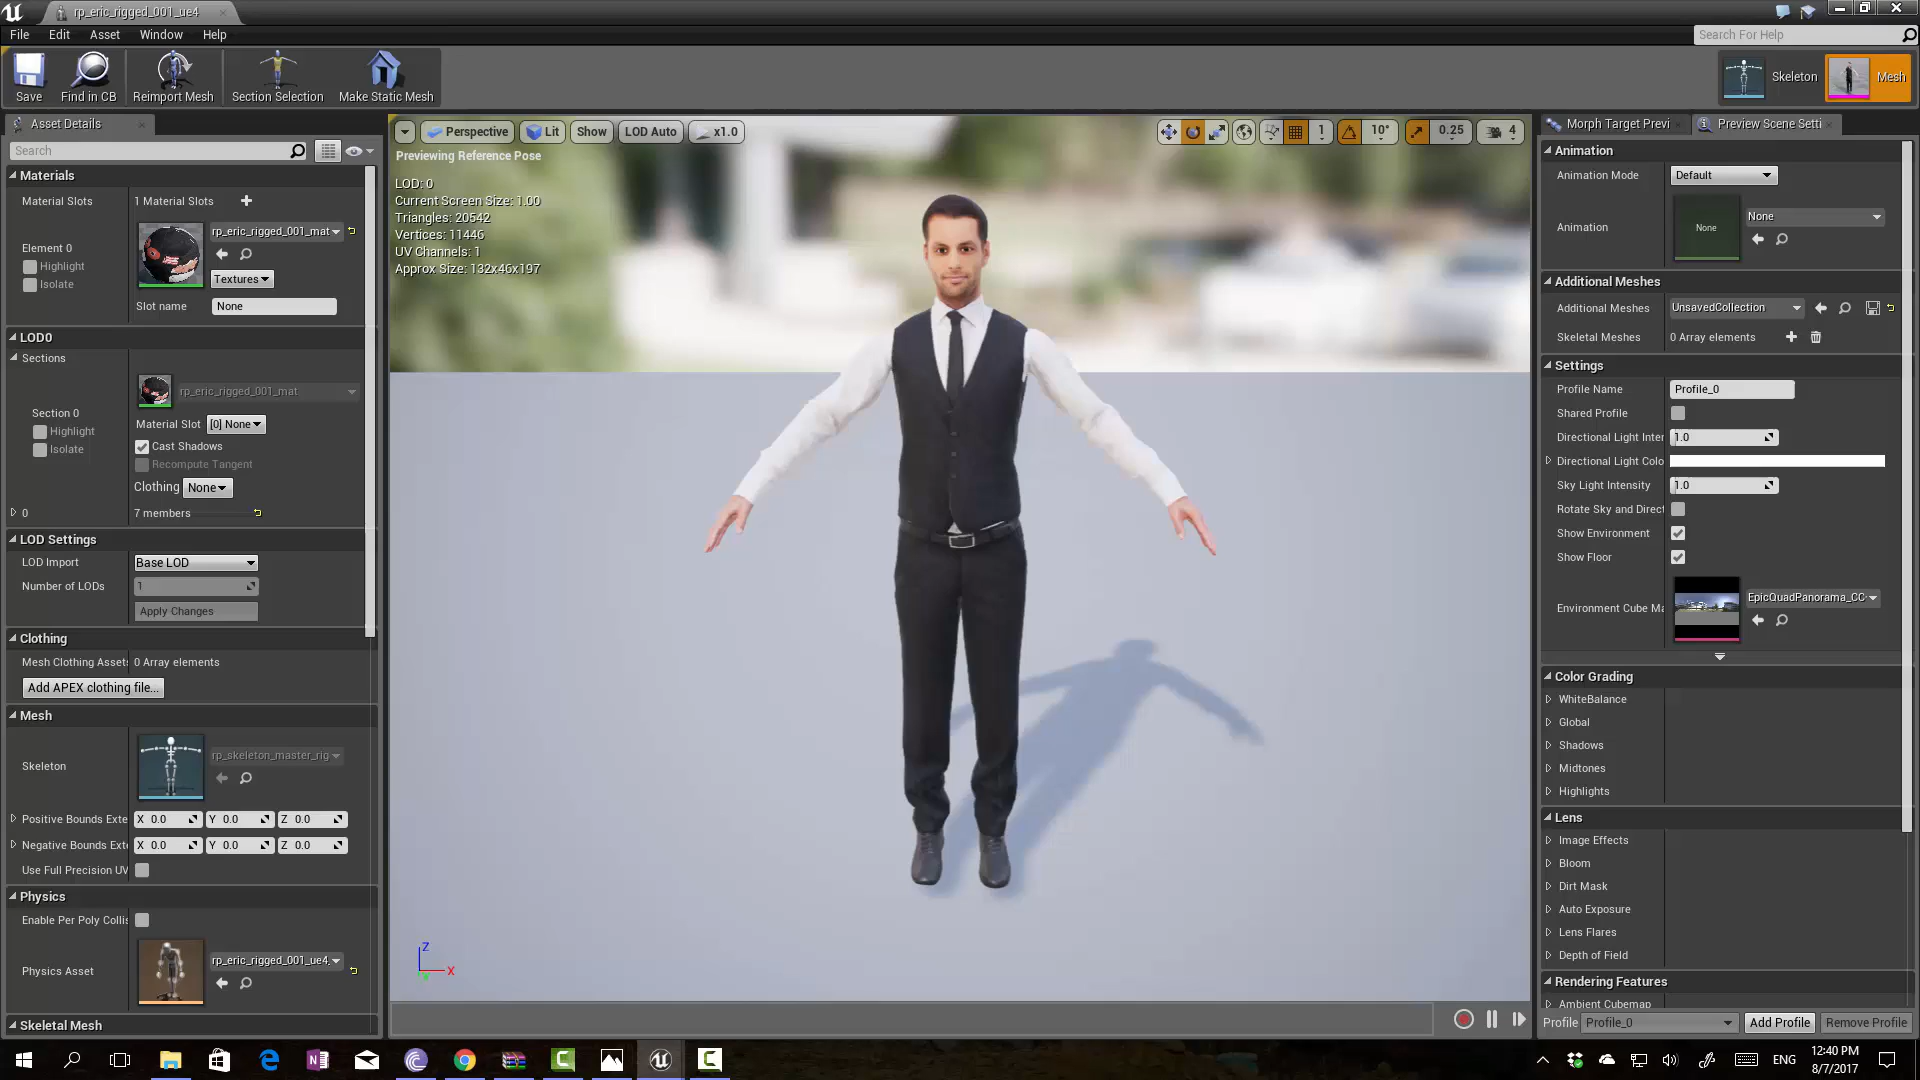 rp_eric_rigged_001_ue4
File Edit Asset Window Help
Search For Help
Save
Find in CB
Reimport Mesh
Section Selection
Make Static Mesh
Skeleton
Mesh
Asset Details
Search
Materials
Material Slots
1 Material Slots
Element 0
Highlight
Isolate
rp_eric_rigged_001_mat
Textures
Slot name
None
LOD0
Sections
rp_eric_rigged_001_mat
Section 0
Highlight
Isolate
Material Slot
[0] None
Cast Shadows
Recompute Tangent
Clothing
None
0
7 members
LOD Settings
LOD Import
Base LOD
Number of LODs
1
Apply Changes
Clothing
Mesh Clothing Assets
0 Array elements
Add APEX clothing file...
Mesh
Skeleton
rp_skeleton_master_rig
Positive Bounds Exte
X 0.0
Y 0.0
Z 0.0
Negative Bounds Exte
X 0.0
Y 0.0
Z 0.0
Use Full Precision UV
Physics
Enable Per Poly Collis
Physics Asset
rp_eric_rigged_001_ue4_
Skeletal Mesh
Perspective
Lit
Show
LOD Auto
x1.0
1
10°
0.25
4
Previewing Reference Pose
LOD: 0
Current Screen Size: 1.00
Triangles: 20542
Vertices: 11446
UV Channels: 1
Approx Size: 132x46x197
Z
X
Y
Morph Target Previ
Preview Scene Setti
Animation
Animation Mode
Default
Animation
None
None
Additional Meshes
Additional Meshes
UnsavedCollection
Skeletal Meshes
0 Array elements
Settings
Profile Name
Profile_0
Shared Profile
Directional Light Inter
1.0
Directional Light Colo
Sky Light Intensity
1.0
Rotate Sky and Direct
Show Environment
Show Floor
Environment Cube Ma
EpicQuadPanorama_CC
Color Grading
WhiteBalance
Global
Shadows
Midtones
Highlights
Lens
Image Effects
Bloom
Dirt Mask
Auto Exposure
Lens Flares
Depth of Field
Rendering Features
Ambient Cubemap
Profile
Profile_0
Add Profile
Remove Profile
ENG
12:40 PM
8/7/2017